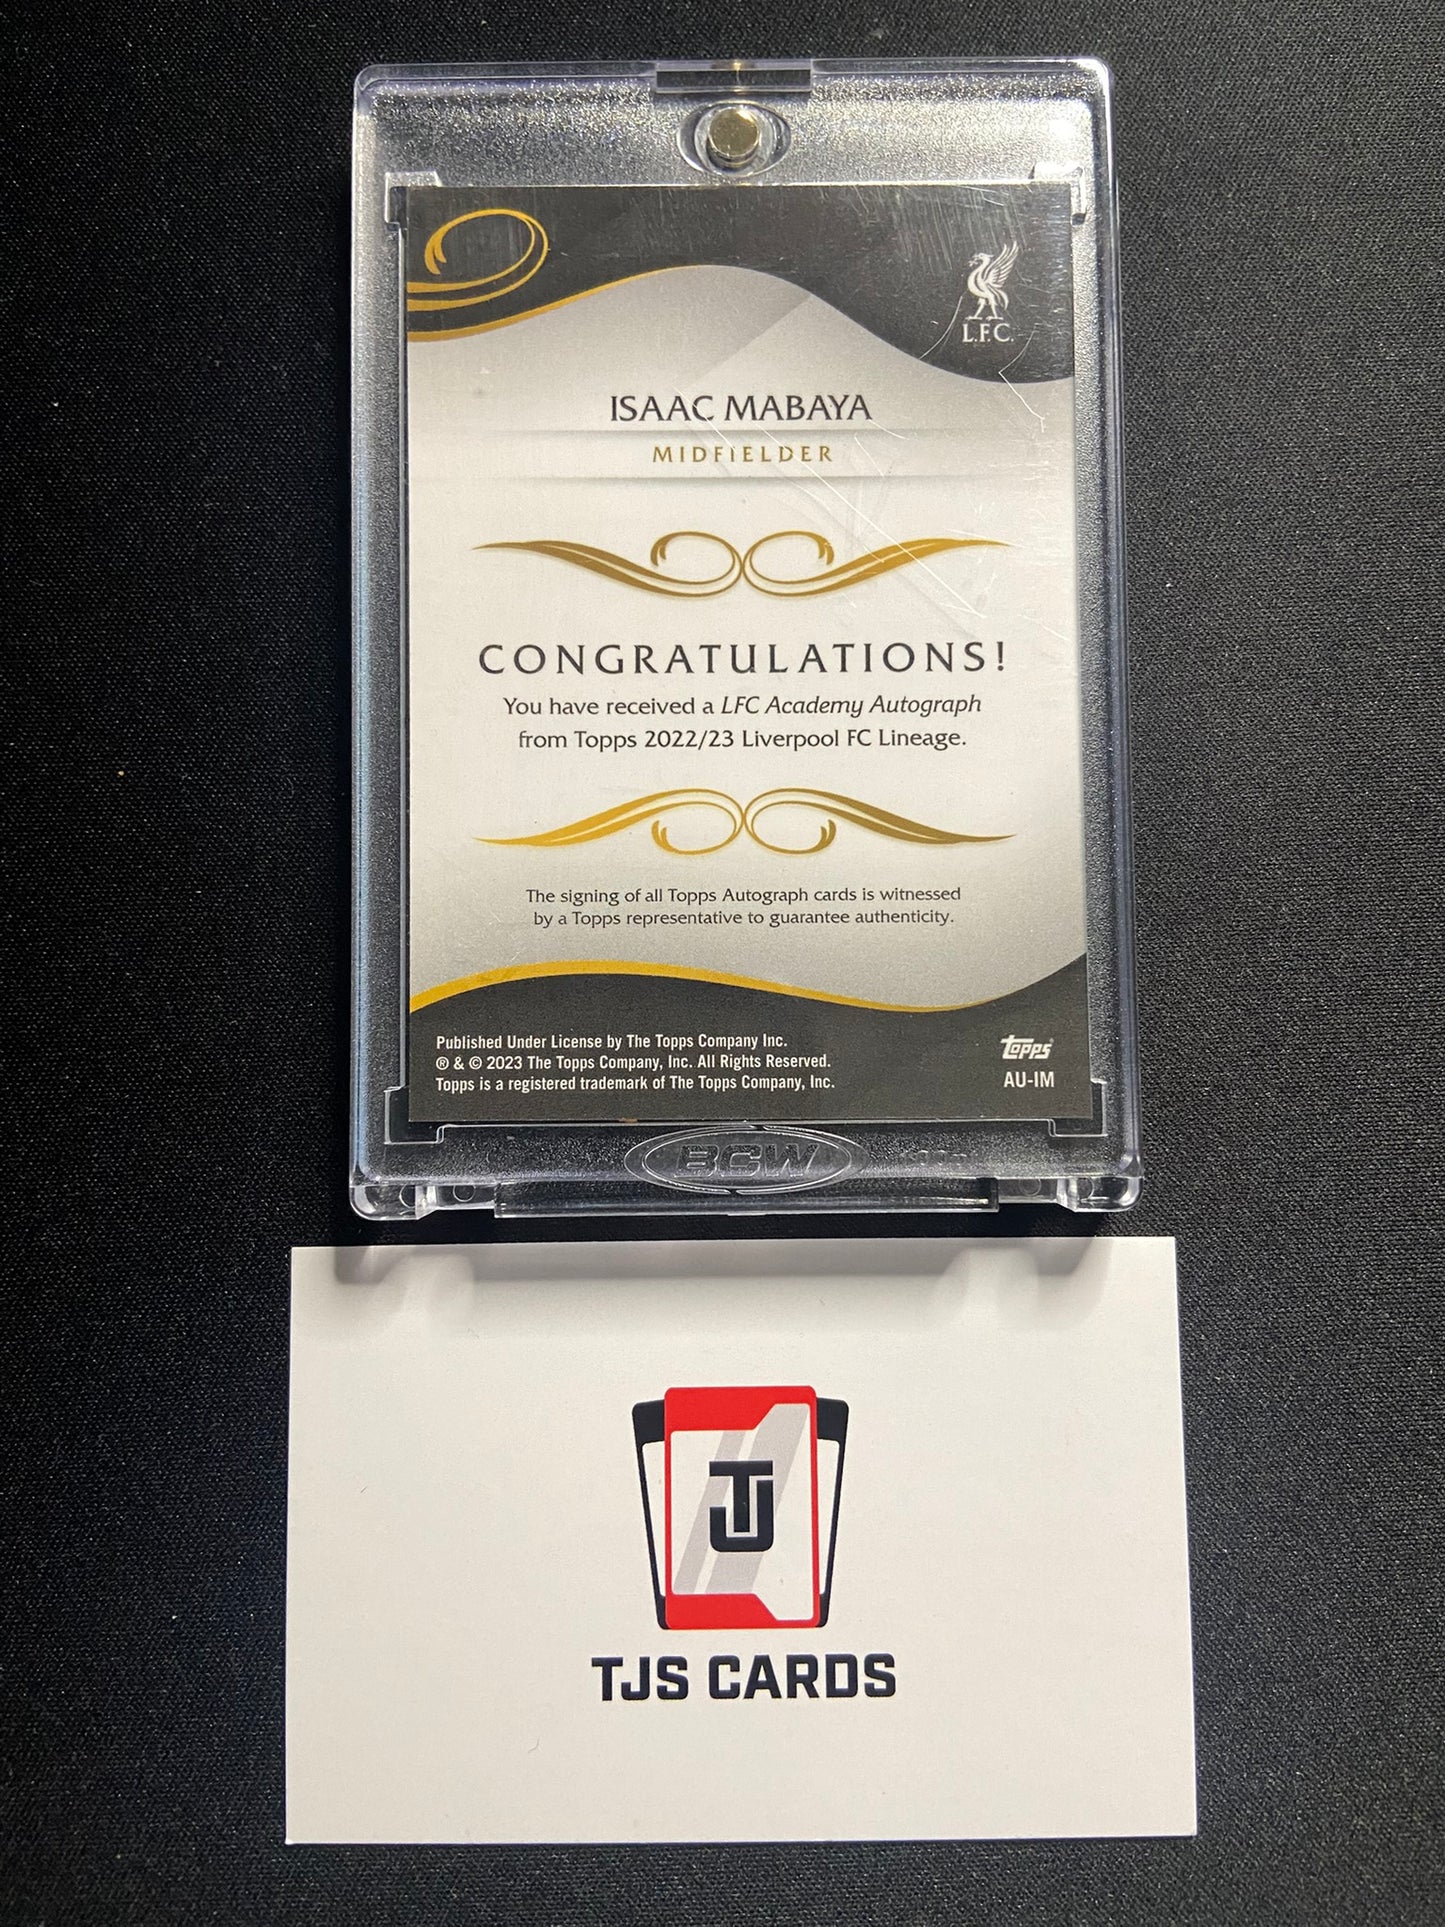 L.F.C.
ISAAC MABAYA
MIDFIELDER
CONGRATULATIONS!
You have received a LFC Academy Autograph
from Topps 2022/23 Liverpool FC Lineage.
The signing of all Topps Autograph cards is witnessed
by a Topps representative to guarantee authenticity.
Published Under License by The Topps Company Inc.
® & © 2023 The Topps Company, Inc. All Rights Reserved.
Topps is a registered trademark of The Topps Company, Inc.
Topps
AU-IM
BCW
TJ
TJS CARDS